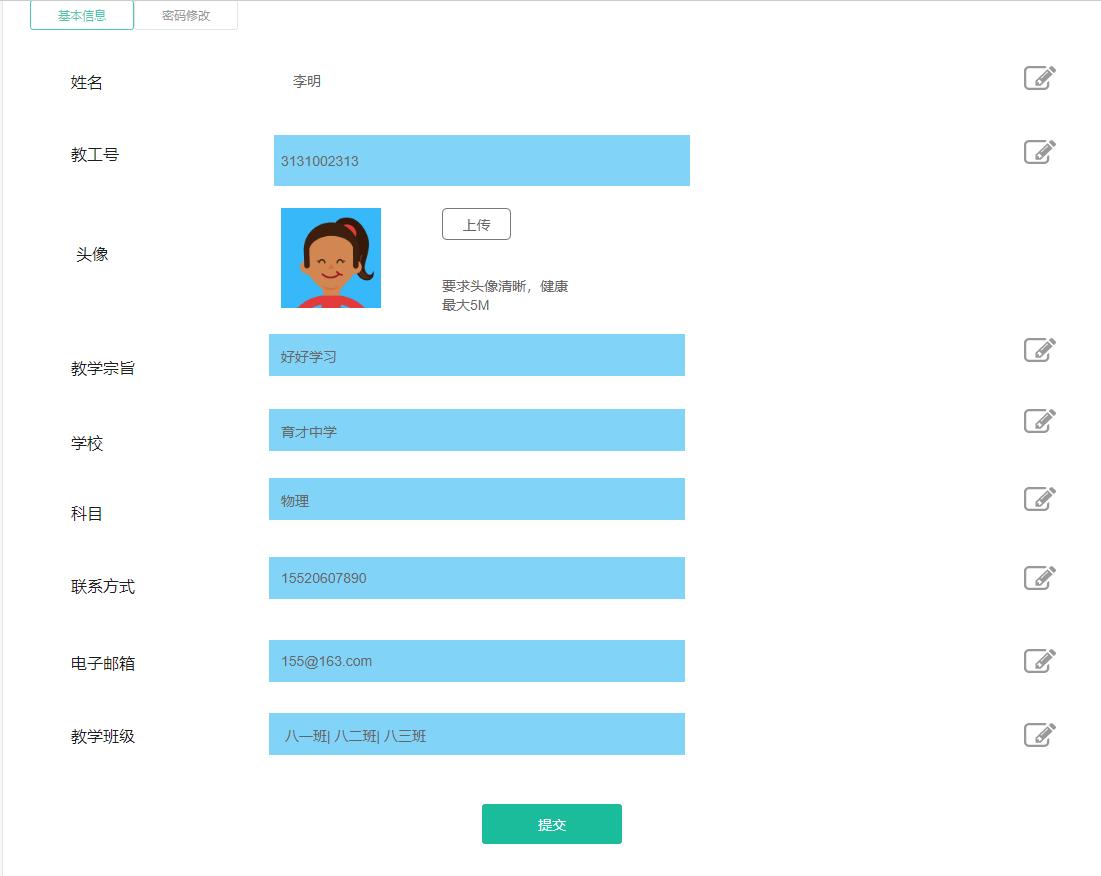 基本信息
密码修改
姓名
李明
教工号
3131002313
头像
上传
要求头像清晰，健康
最大5M
教学宗旨
好好学习
学校
育才中学
科目
物理
联系方式
15520607890
电子邮箱
155@163.com
教学班级
八一班| 八二班| 八三班
提交